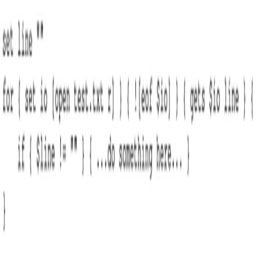 set line ""
for { set io [open test.txt r] } { ![eof $io] } { gets $io line } {
if { $line != "" } { ...do something here... }
}